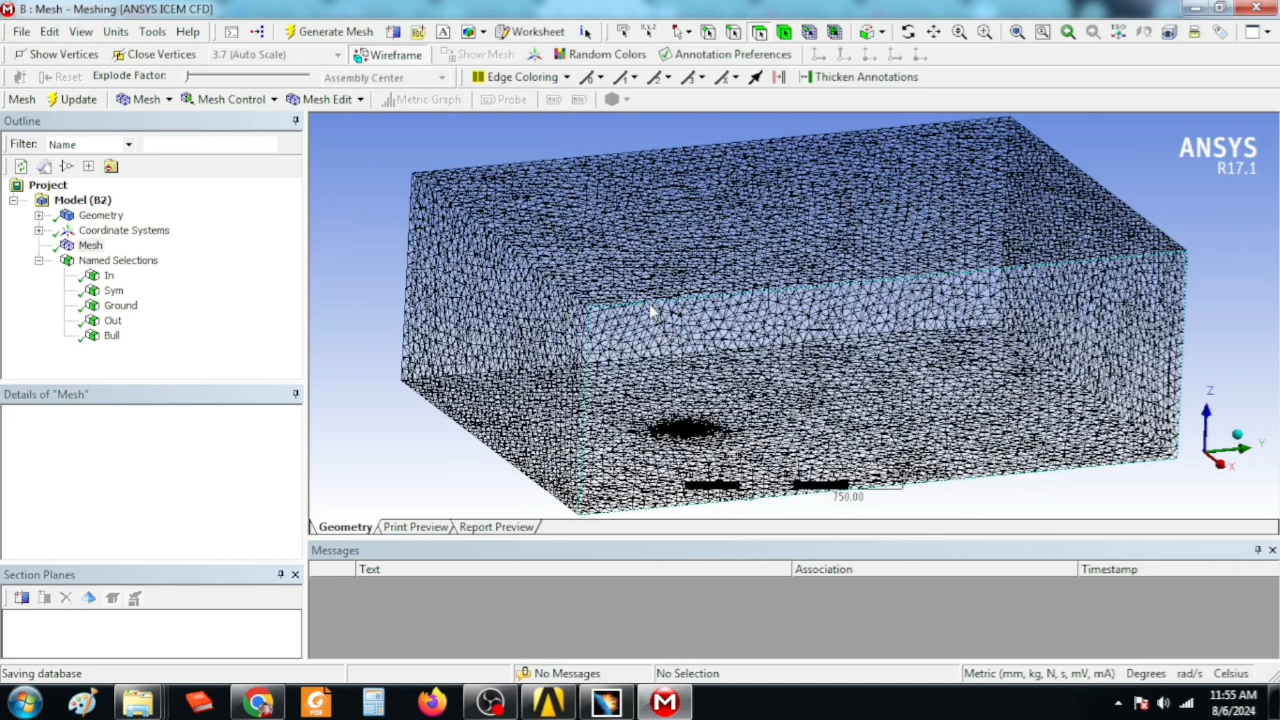 B : Mesh - Meshing [ANSYS ICEM CFD]
File Edit View Units Tools Help Generate Mesh A Worksheet
Show Vertices Close Vertices 3.7 (Auto Scale) Wireframe Show Mesh Random Colors Annotation Preferences
Reset Explode Factor: Assembly Center Edge Coloring Thicken Annotations
Mesh Update Mesh Mesh Control Mesh Edit Metric Graph Probe
Outline
Filter: Name
Project
Model (B2)
Geometry
Coordinate Systems
Mesh
Named Selections
In
Sym
Ground
Out
Bull
Details of "Mesh"
Section Planes
ANSYS
R17.1
Z
Y
X
750.00
Geometry Print Preview Report Preview
Messages
Text Association Timestamp
Saving database No Messages No Selection Metric (mm, kg, N, s, mV, mA) Degrees rad/s Celsius
PDF
11:55 AM
8/6/2024